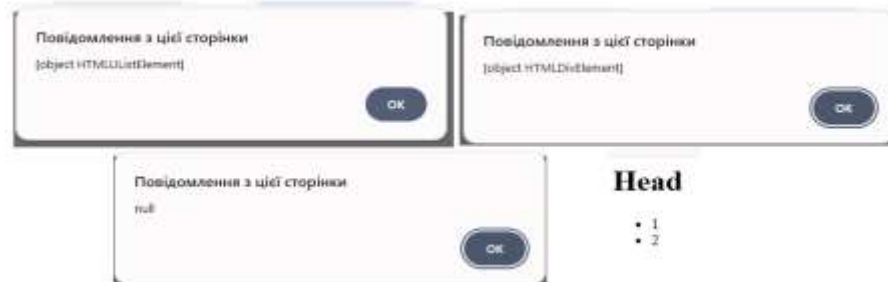 Повідомлення з цієї сторінки
[object HTMLUListElement]
OK
Повідомлення з цієї сторінки
[object HTMLDivElement]
OK
Повідомлення з цієї сторінки
null
OK
Head
• 1
• 2